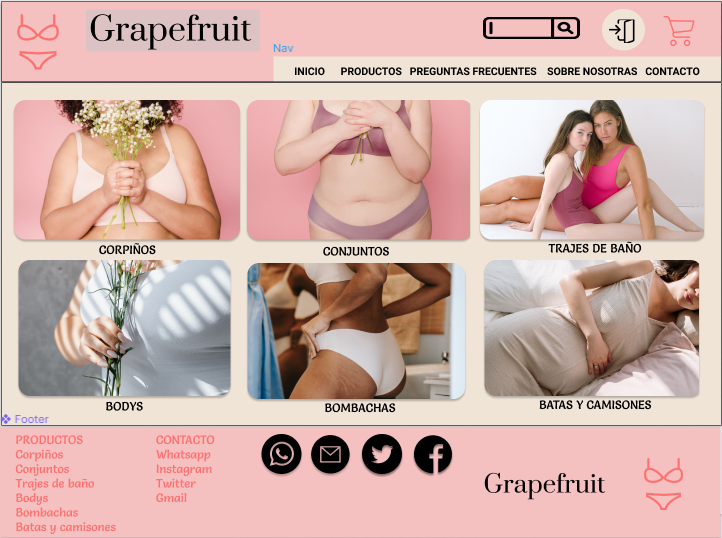 Grapefruit
Nav
INICIO PRODUCTOS PREGUNTAS FRECUENTES SOBRE NOSOTRAS CONTACTO
CORPIÑOS CONJUNTOS TRAJES DE BAÑO
BODYS BOMBACHAS BATAS Y CAMISONES
Footer
PRODUCTOS
Corpiños
Conjuntos
Trajes de baño
Bodys
Bombachas
Batas y camisones
CONTACTO
Whatsapp
Instagram
Twitter
Gmail
Grapefruit